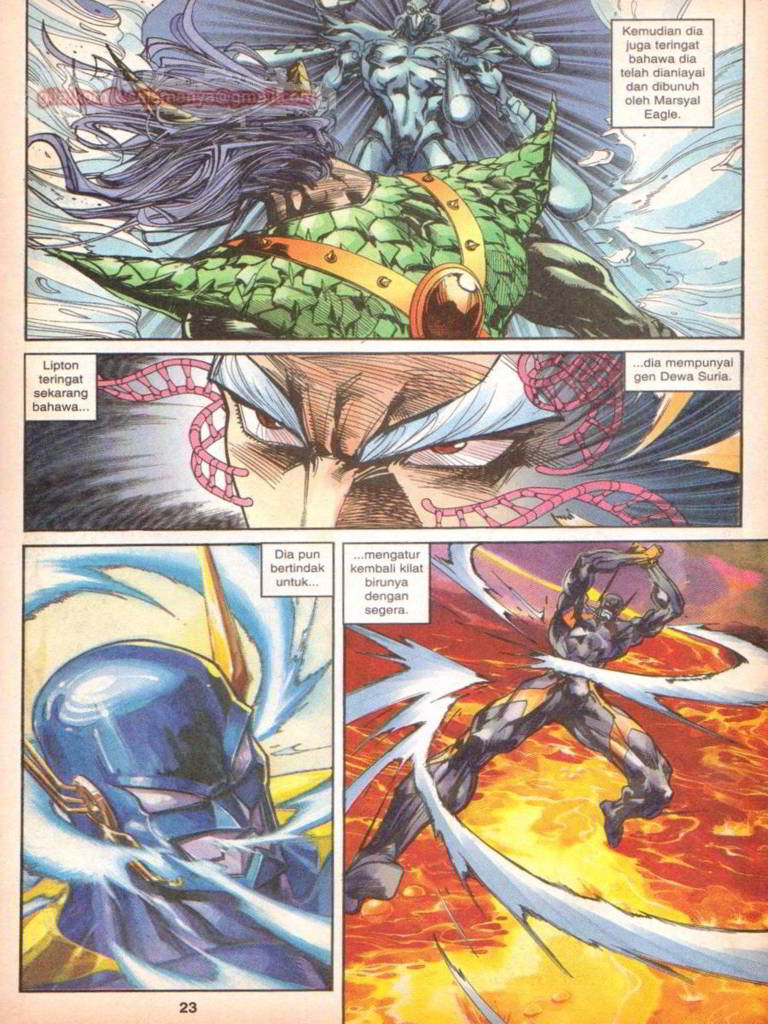 Kemudian dia
juga teringat
bahawa dia
telah dianiayai
dan dibunuh
oleh Marsyal
Eagle.
Lipton
teringat
sekarang
bahawa...
...dia mempunyai
gen Dewa Suria.
Dia pun
bertindak
untuk...
...mengatur
kembali kilat
birunya
dengan
segera.
23